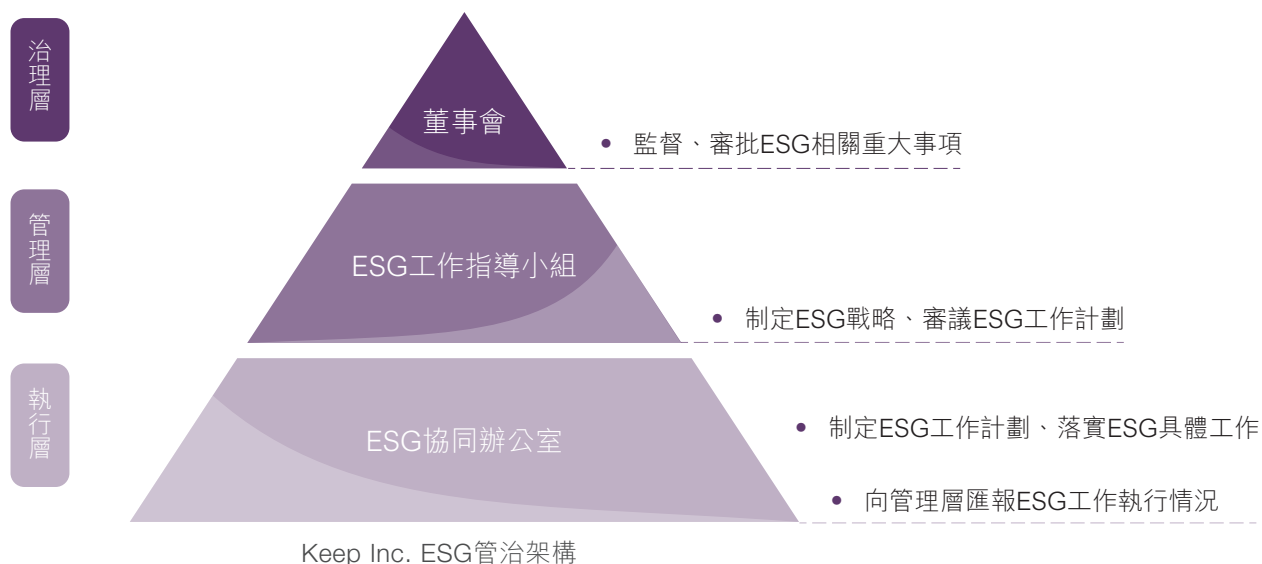 治理層
董事會
• 監督、審批ESG相關重大事項
管理層
ESG工作指導小組
• 制定ESG戰略、審議ESG工作計劃
執行層
ESG協同辦公室
• 制定ESG工作計劃、落實ESG具體工作
• 向管理層匯報ESG工作執行情況
Keep Inc. ESG管治架構